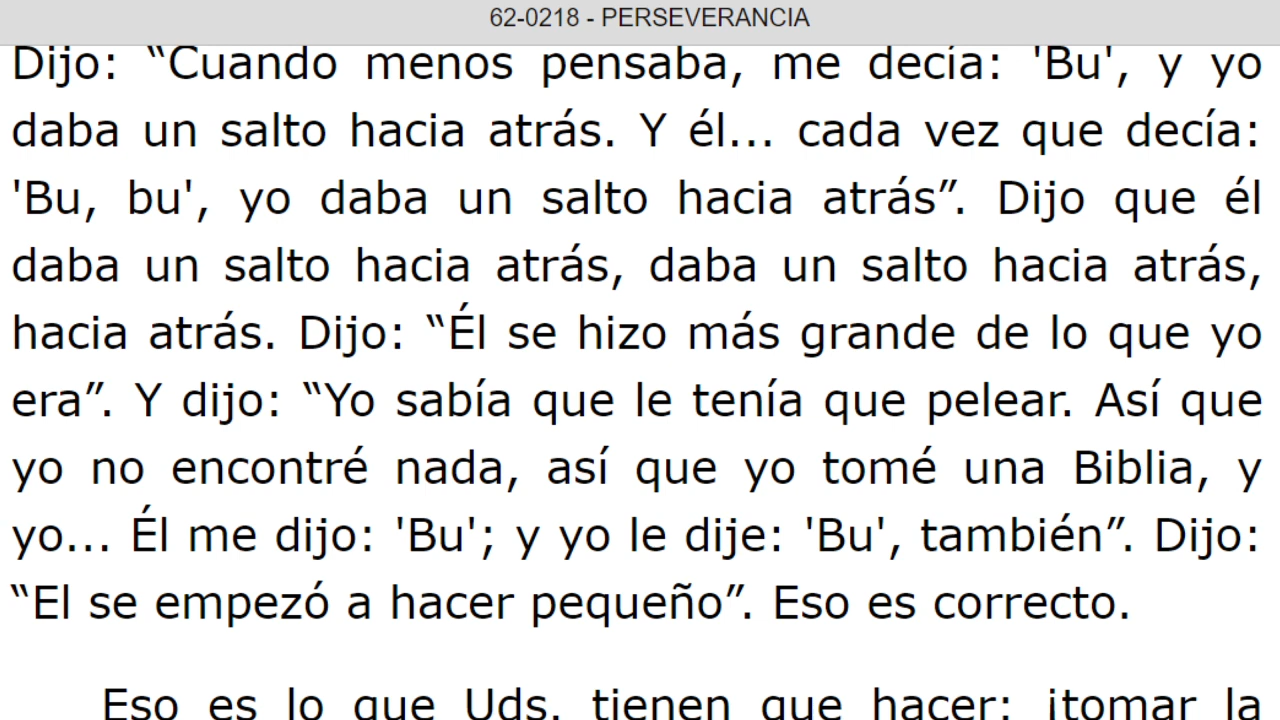 62-0218 - PERSEVERANCIA
Dijo: “Cuando menos pensaba, me decía: 'Bu', y yo
daba un salto hacia atrás. Y él... cada vez que decía:
'Bu, bu', yo daba un salto hacia atrás”. Dijo que él
daba un salto hacia atrás, daba un salto hacia atrás,
hacia atrás. Dijo: “Él se hizo más grande de lo que yo
era”. Y dijo: “Yo sabía que le tenía que pelear. Así que
yo no encontré nada, así que yo tomé una Biblia, y
yo... Él me dijo: 'Bu'; y yo le dije: 'Bu', también”. Dijo:
“El se empezó a hacer pequeño”. Eso es correcto.
Eso es lo que Uds. tienen que hacer: ¡tomar la